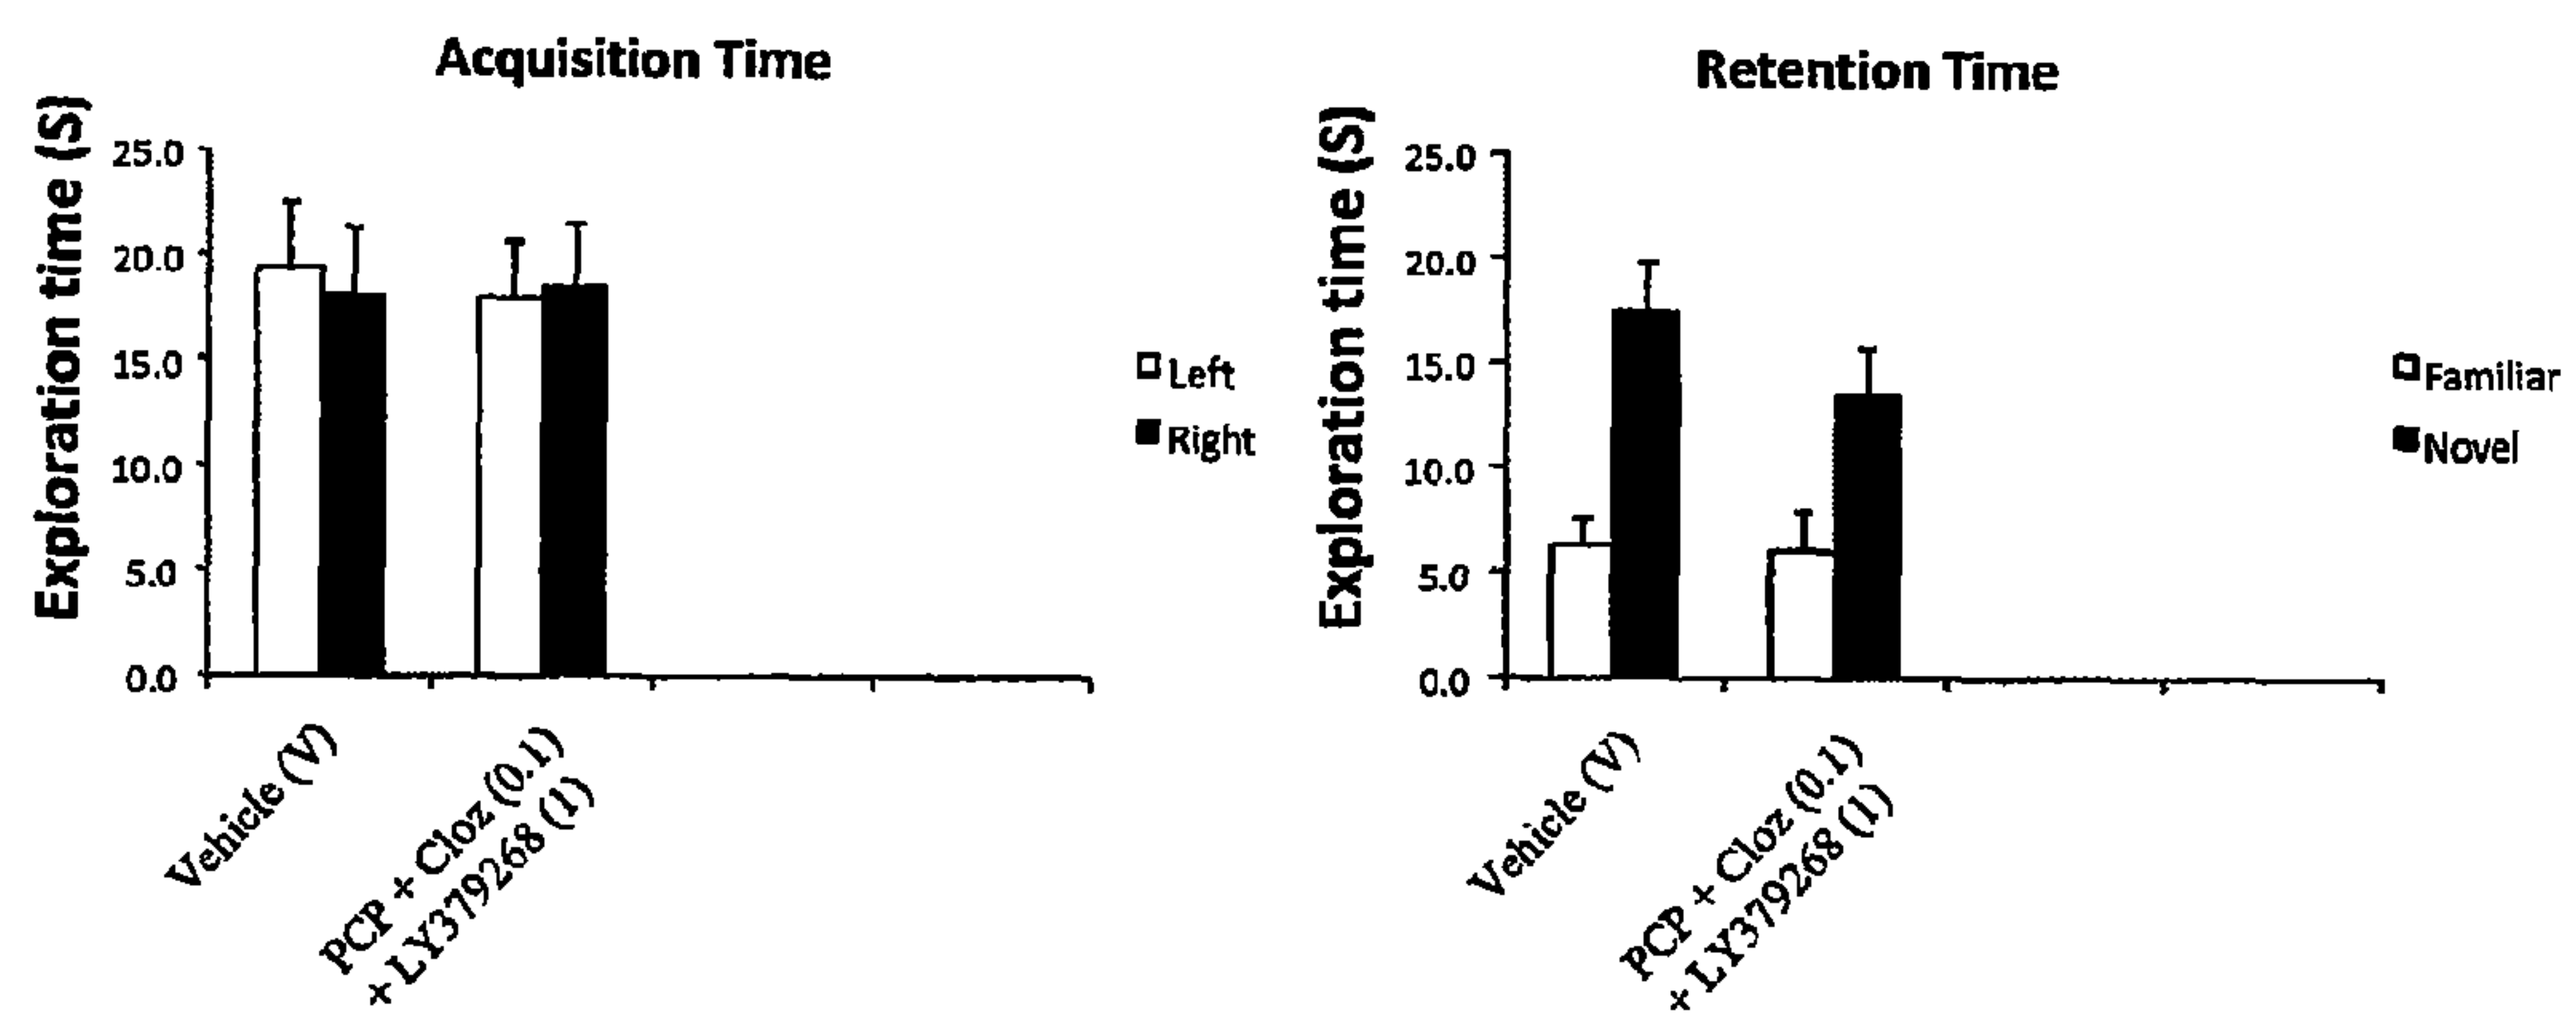 Acquisition Time
Exploration time (S)
25.0
20.0
15.0
10.0
5.0
0.0
Vehicle (V)
PCP + Cloz (0.1)
+ LY379268 (1)
Left
Right
Retention Time
Exploration time (S)
25.0
20.0
15.0
10.0
5.0
0.0
Vehicle (V)
PCP + Cloz (0.1)
+ LY379268 (1)
Familiar
Novel